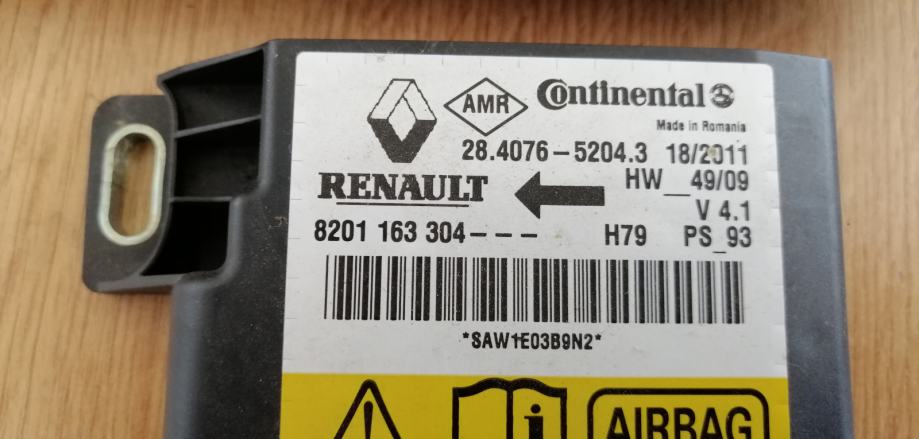 AMR
Continental
Made in Romania
28.4076-5204.3 18/2011
RENAULT
HW__49/09
V 4.1
8201 163 304--- H79 PS_93
*SAW1E03B9N2*
i
AIRBAG